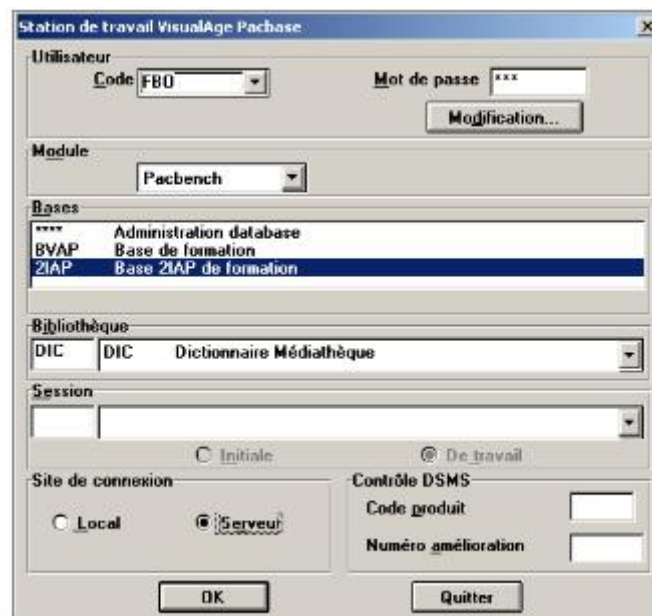 Station de travail VisualAge Pacbase
Utilisateur
Code FBO Mot de passe ***
Modification...
Module
Pacbench
Bases
**** Administration database
BVAP Base de formation
2IAP Base 2IAP de formation
Bibliothèque
DIC DIC Dictionnaire Médiathèque
Session
Initiale De travail
Site de connexion Contrôle DSMS
Local Serveur Code produit
Numéro amélioration
OK Quitter